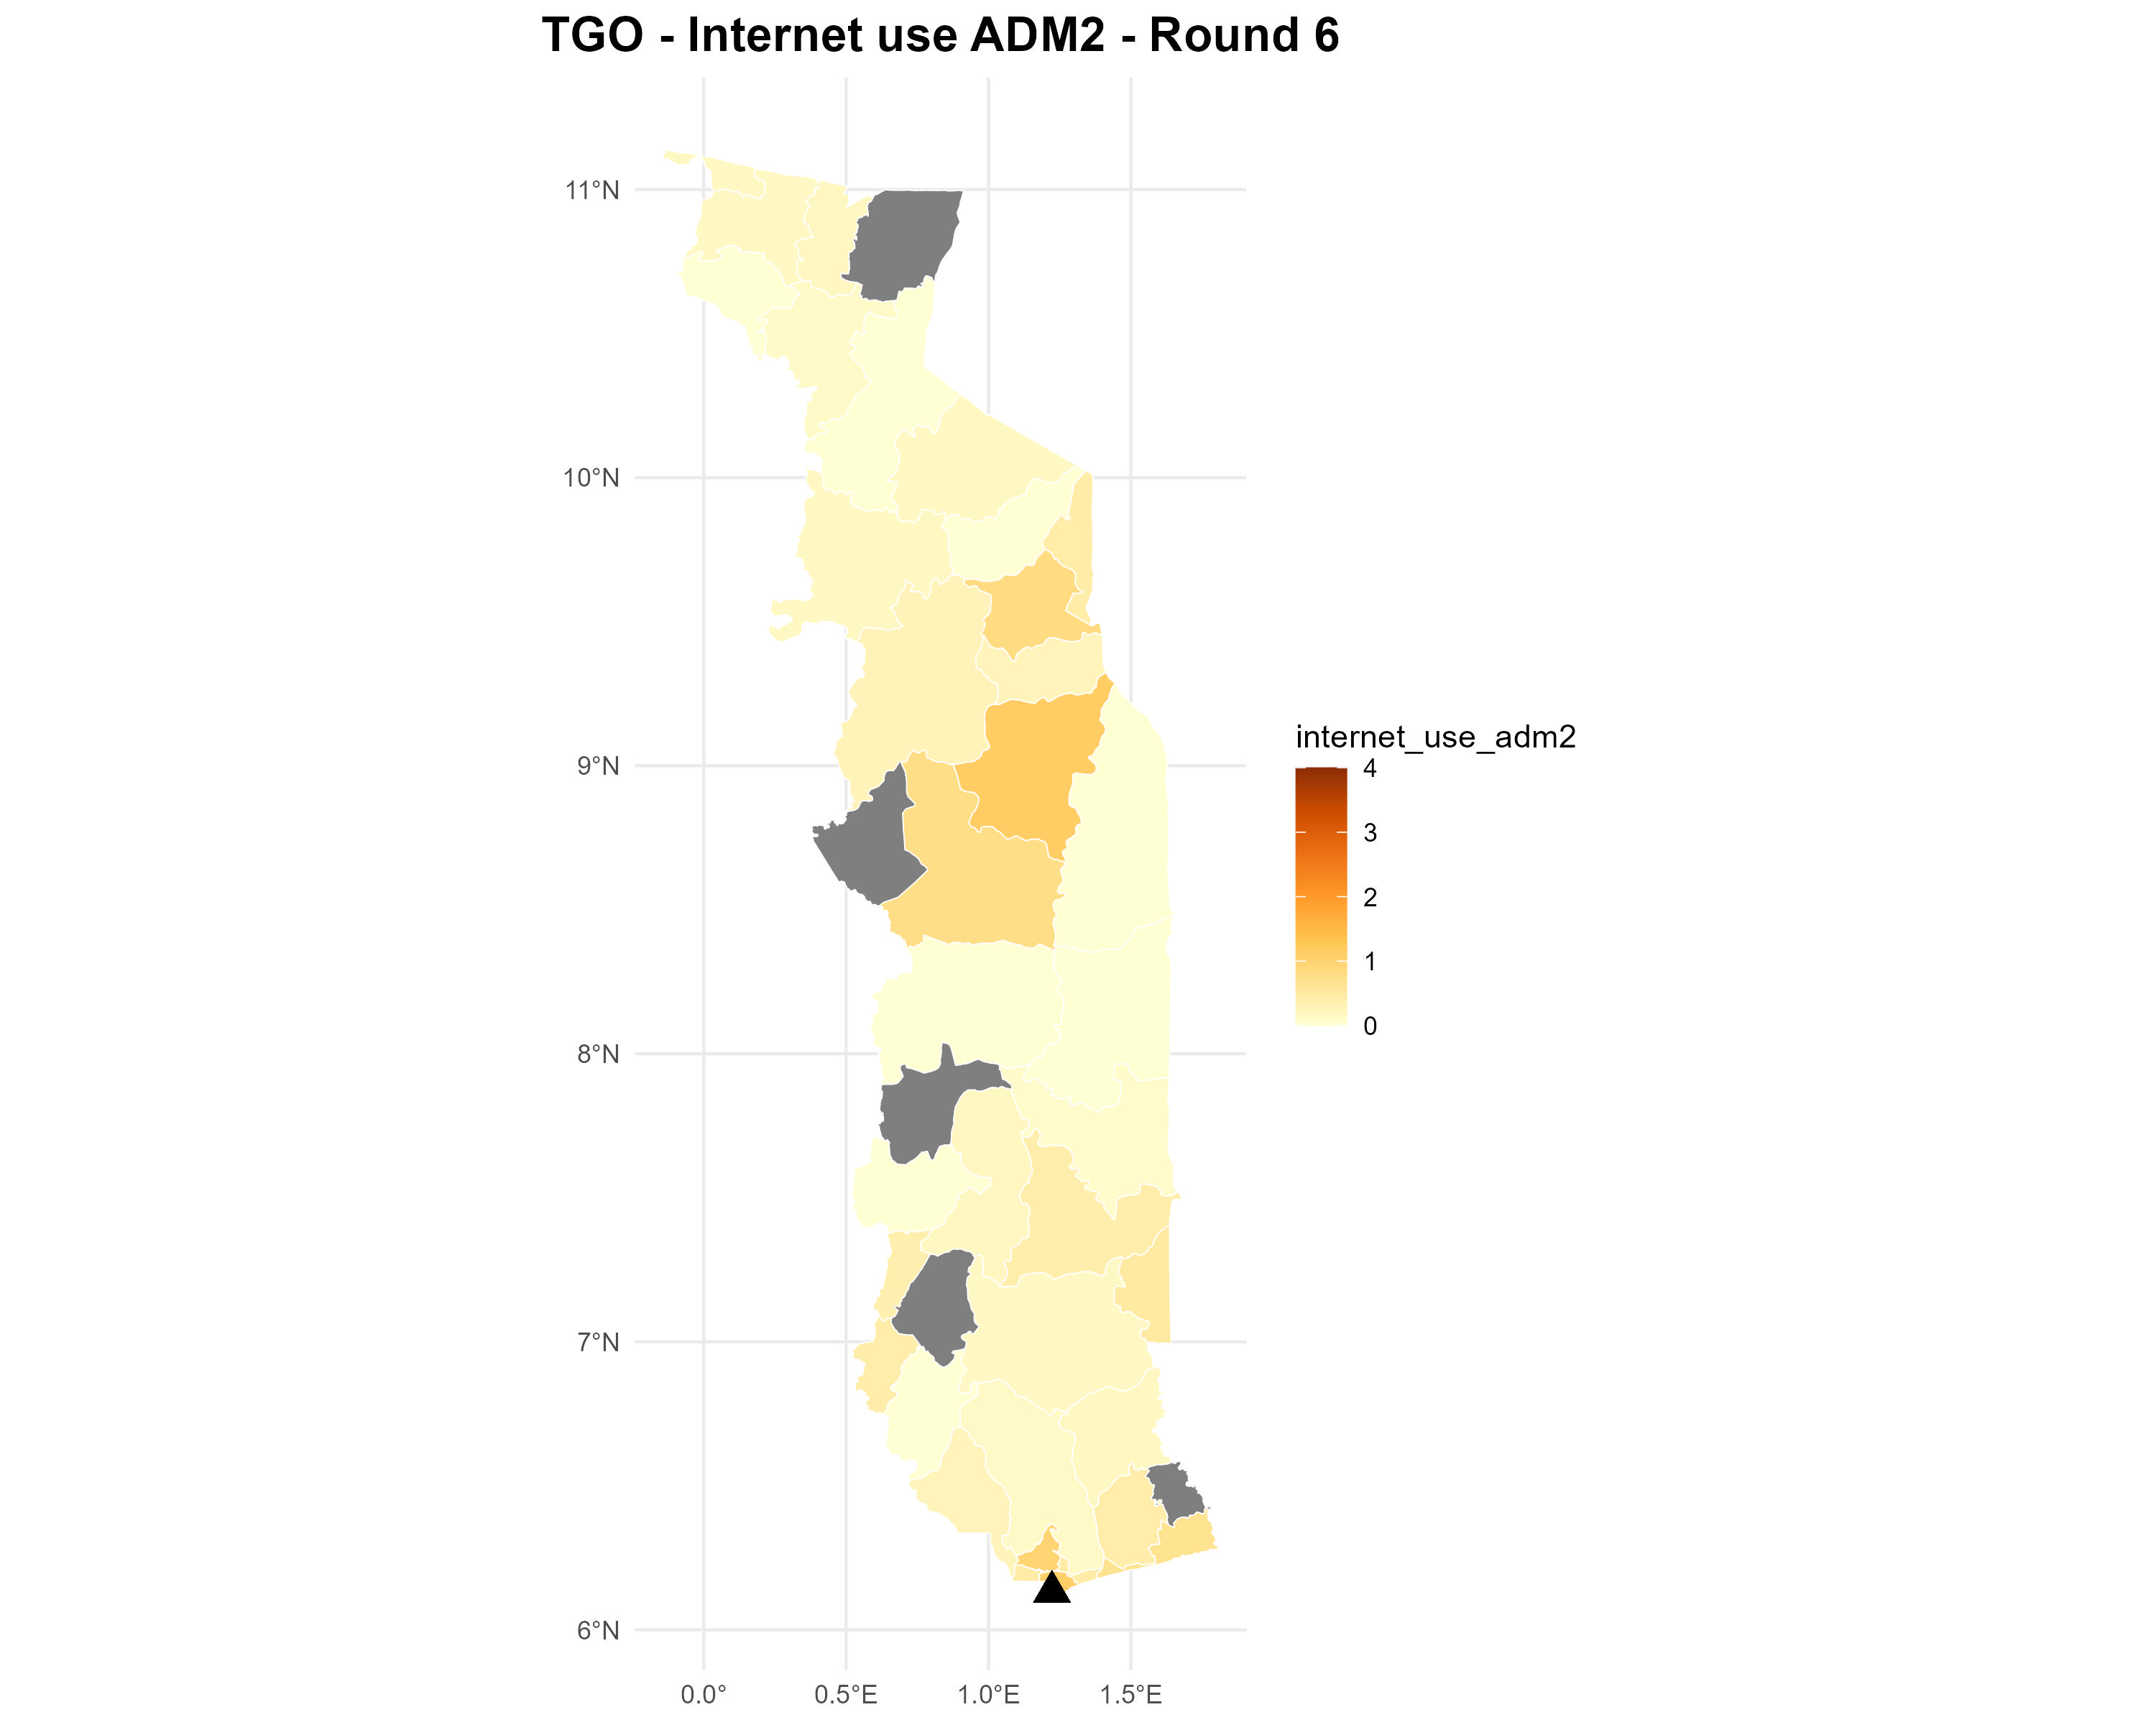 TGO - Internet use ADM2 - Round 6
11°N
10°N
9°N
8°N
7°N
6°N
0.0°
0.5°E
1.0°E
1.5°E
internet_use_adm2
4
3
2
1
0